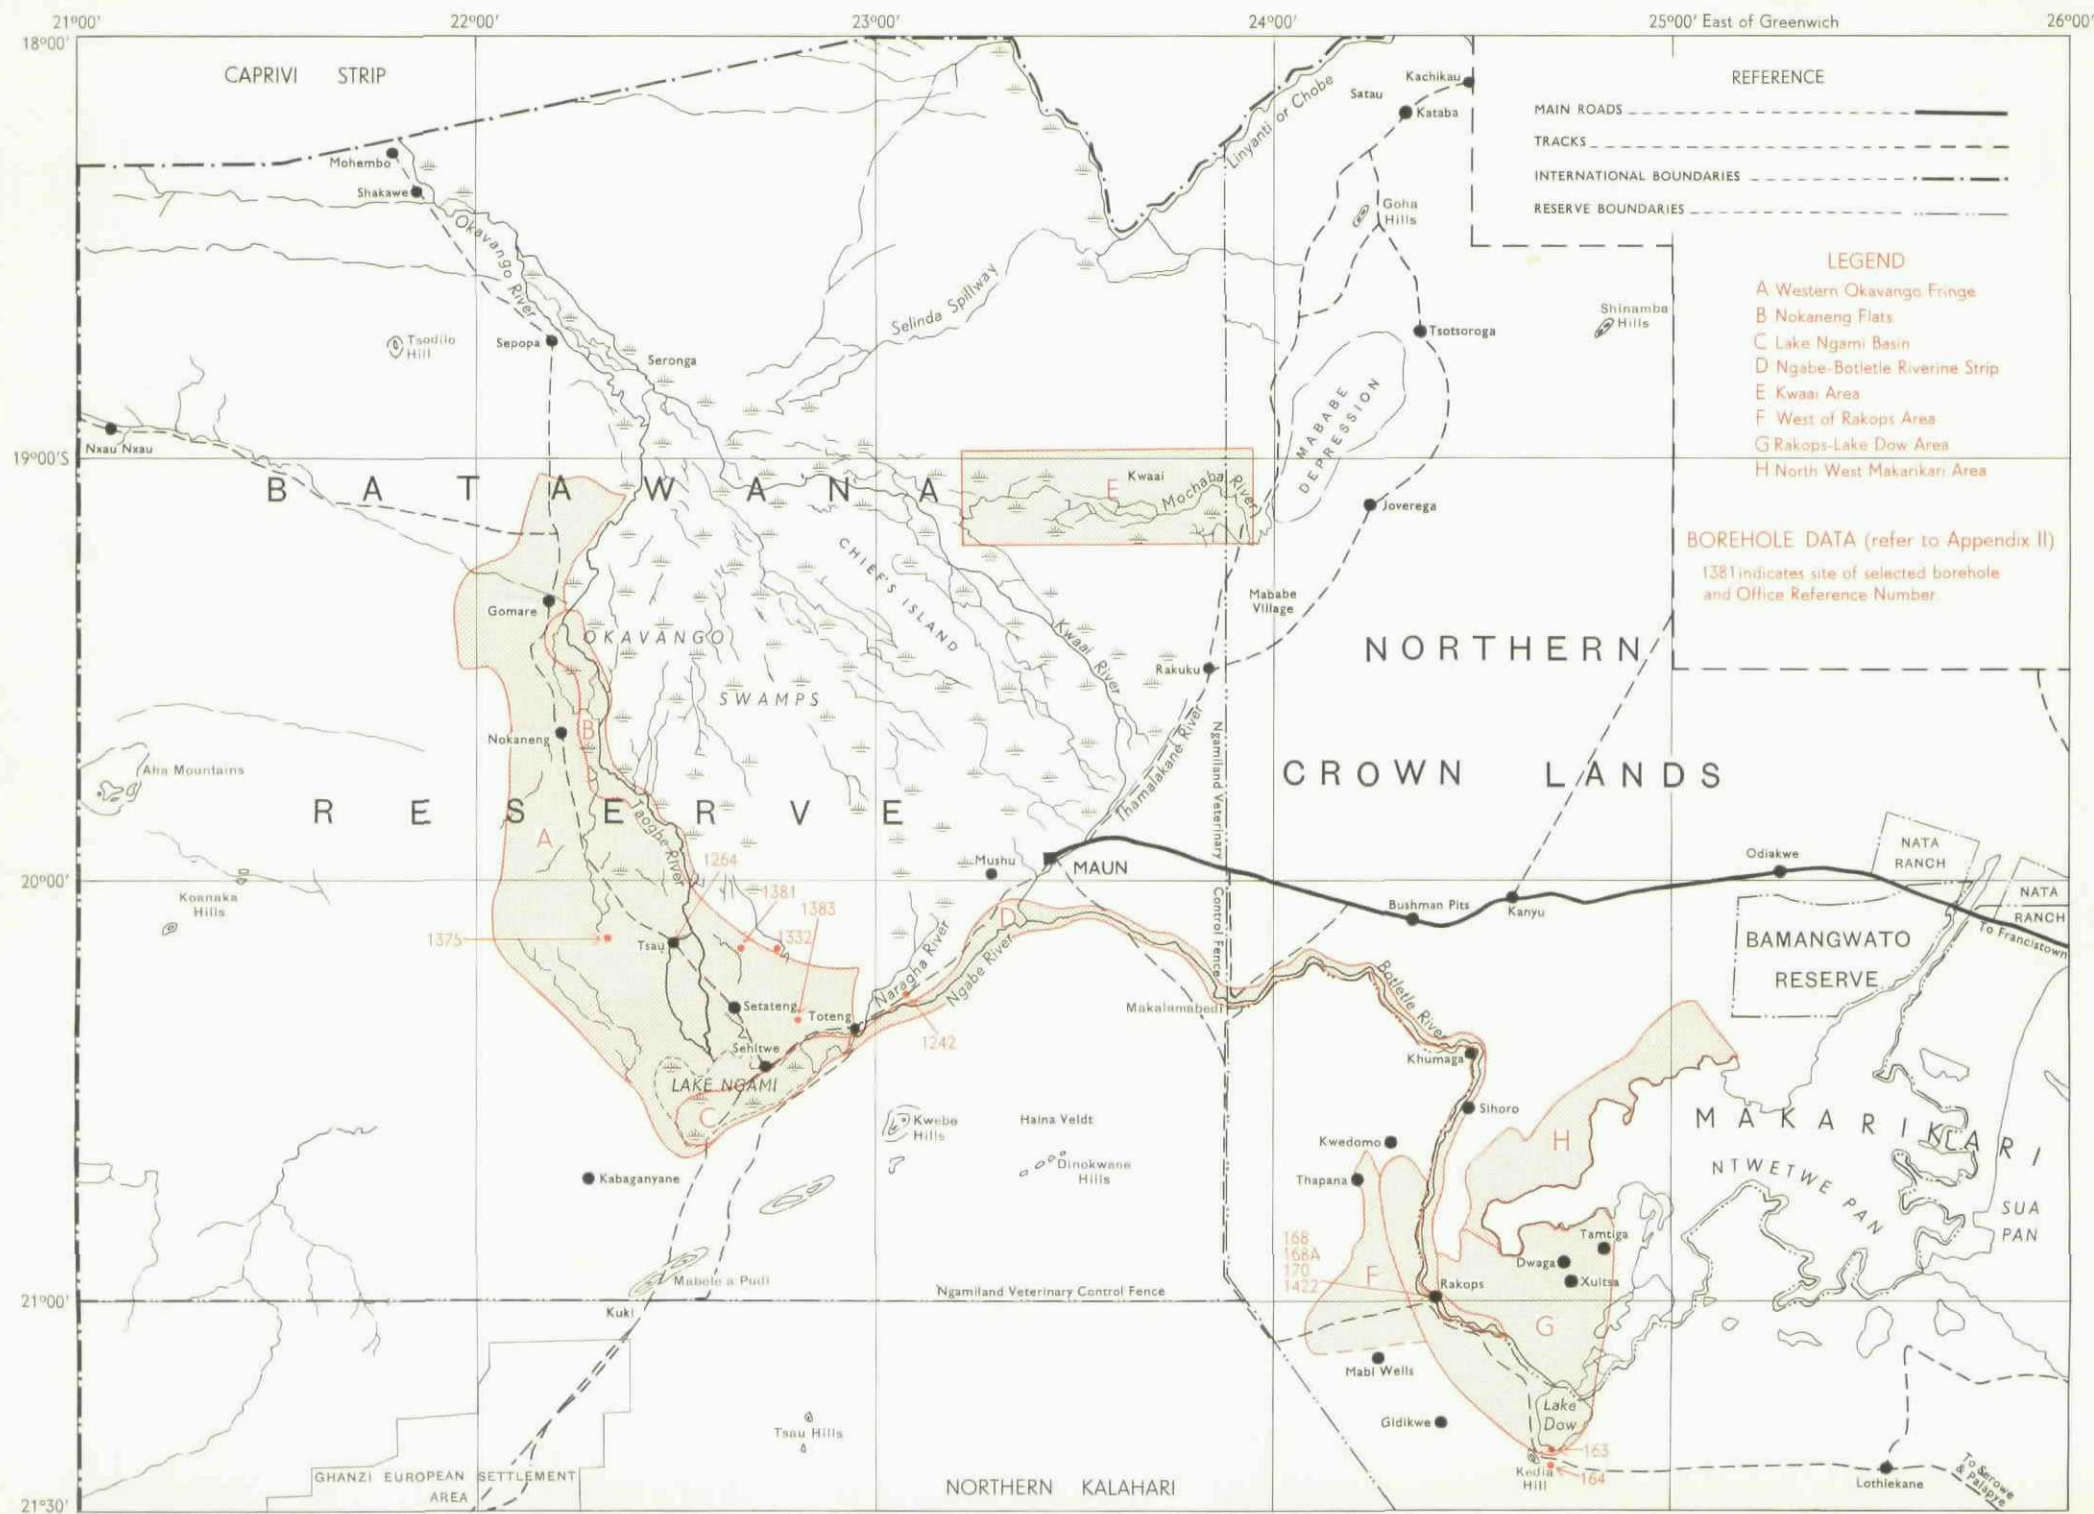 21°00'
22°00'
23°00'
24°00'
25°00' East of Greenwich
26°00'
18°00'
19°00'S
20°00'
21°00'
21°30'
CAPRIVI STRIP
REFERENCE
MAIN ROADS
TRACKS
INTERNATIONAL BOUNDARIES
RESERVE BOUNDARIES
LEGEND
A Western Okavango Fringe
B Nokaneng Flats
C Lake Ngami Basin
D Ngabe-Botletle Riverine Strip
E Kwaai Area
F West of Rakops Area
G Rakops-Lake Dow Area
H North West Makarikari Area
BOREHOLE DATA (refer to Appendix II)
1381 indicates site of selected borehole
and Office Reference Number.
Kachikau
Satau
Kataba
Linyanti or Chobe
Mohembo
Shakawe
Okavango River
Goha
Hills
Selinda Spillway
Tsodilo
Hill
Sepopa
Seronga
Tsotsoroga
Shinamba
Hills
MABABE
DEPRESSION
Nxau Nxau
BATAWANA
Kwaai
E
Mochaba River
Joverega
CHIEF'S ISLAND
Gomare
OKAVANGO
SWAMPS
Kwaai River
Mababe
Village
Rakuku
NORTHERN
CROWN LANDS
Nokaneng
B
Thamalakane River
Ngamiland Veterinary Control Fence
Aha Mountains
RESERVE
A
Taoghe River
1264
1381
1383
1332
1375
Mushu
MAUN
Odiakwe
NATA
RANCH
NATA
RANCH
To Francistown
Koanaka
Hills
Bushman Pits
Kanyu
Tsau
D
Naragha River
Ngabe River
BAMANGWATO
RESERVE
Botletle River
Setateng
Toteng
Makalamabedi
1242
Sehitwe
Khumaga
LAKE NGAMI
C
Kwebe
Hills
Haina Veldt
Sihoro
MAKARIKARI
Kwedomo
H
Dinokwane
Hills
NTWETWE PAN
Kabaganyane
Thapana
SUA
PAN
168
168A
170
1422
Tamtiga
Dwaga
Xuitsa
F
Rakops
Mabele a Pudi
Kuki
Ngamiland Veterinary Control Fence
G
Mabl Wells
Lake
Dow
Gidikwe
Tsau Hills
163
164
Kedia
Hill
GHANZI EUROPEAN SETTLEMENT
AREA
NORTHERN KALAHARI
Lothlekane
To Serowe
& Palapye